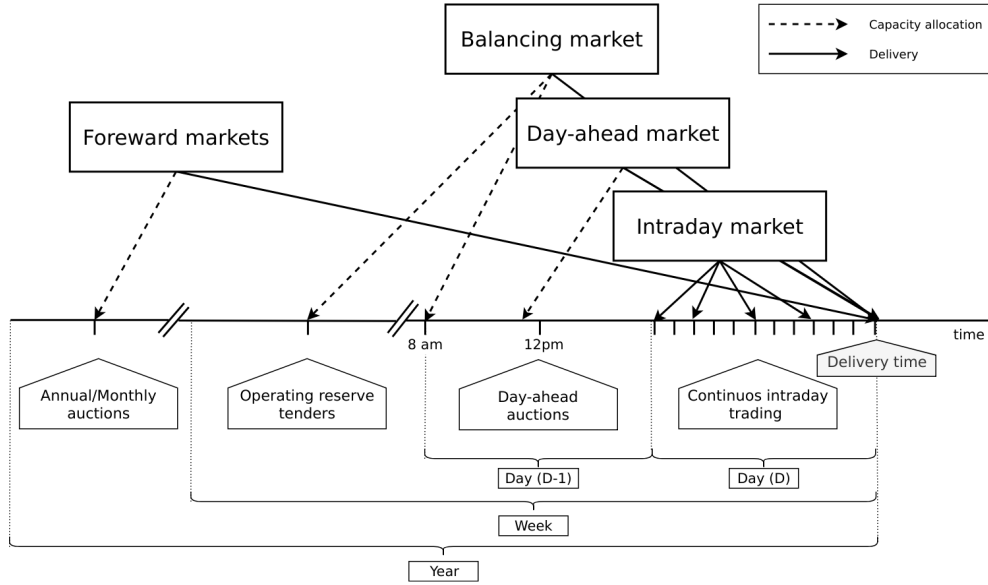 Balancing market
Capacity allocation
Delivery
Foreward markets
Day-ahead market
Intraday market
8 am
12pm
time
Delivery time
Annual/Monthly
auctions
Operating reserve
tenders
Day-ahead
auctions
Continuos intraday
trading
Day (D-1)
Day (D)
Week
Year